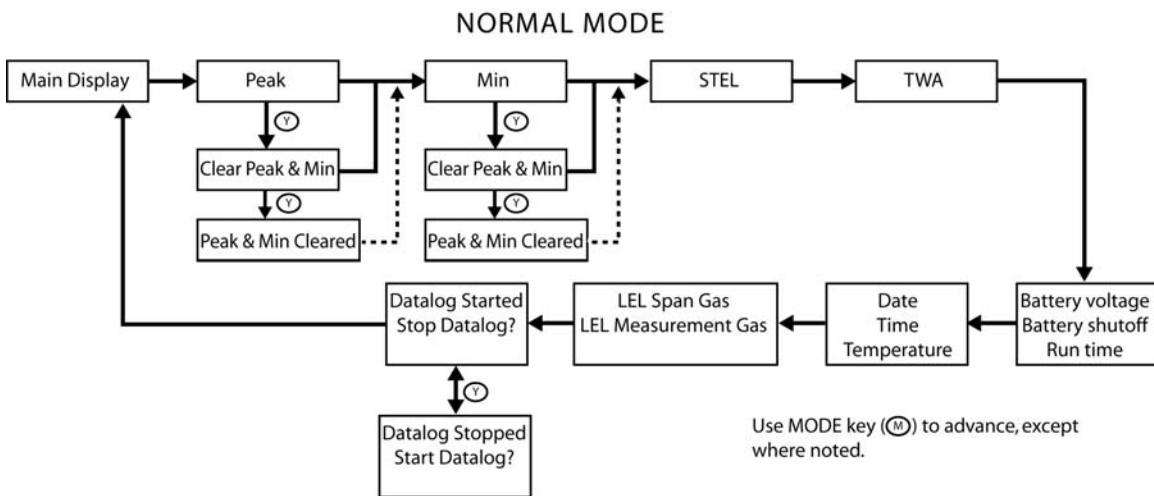 NORMAL MODE
Main Display
Peak
Min
STEL
TWA
Y
Y
Clear Peak & Min
Clear Peak & Min
Y
Y
Peak & Min Cleared
Peak & Min Cleared
Datalog Started
Stop Datalog?
LEL Span Gas
LEL Measurement Gas
Date
Time
Temperature
Battery voltage
Battery shutoff
Run time
Y
Datalog Stopped
Start Datalog?
Use MODE key (M) to advance, except
where noted.